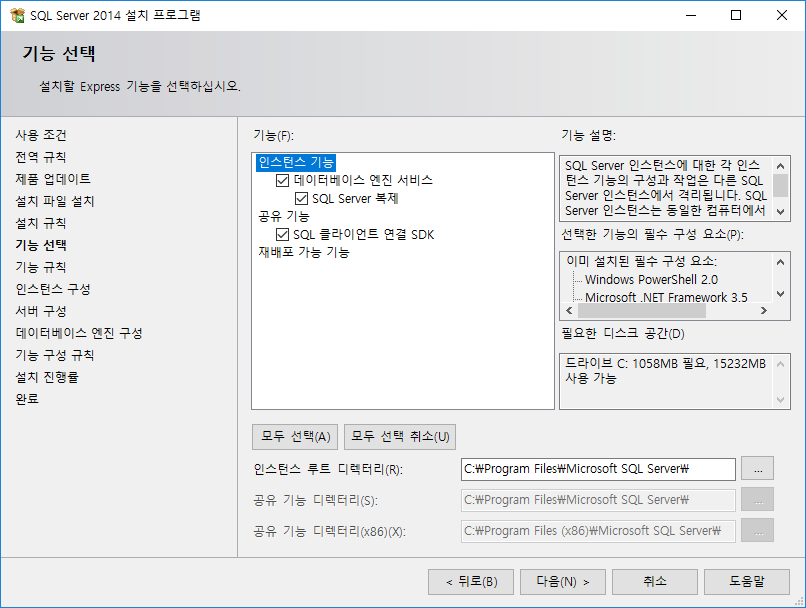 SQL Server 2014 설치 프로그램
기능 선택
설치할 Express 기능을 선택하십시오.
사용 조건
전역 규칙
제품 업데이트
설치 파일 설치
설치 규칙
기능 선택
기능 규칙
인스턴스 구성
서버 구성
데이터베이스 엔진 구성
기능 구성 규칙
설치 진행률
완료
기능(F):
인스턴스 기능
데이터베이스 엔진 서비스
SQL Server 복제
공유 기능
SQL 클라이언트 연결 SDK
재배포 가능 기능
기능 설명:
SQL Server 인스턴스에 대한 각 인스
턴스 기능의 구성과 작업은 다른 SQL
Server 인스턴스에서 격리됩니다. SQL
Server 인스턴스는 동일한 컴퓨터에서
선택한 기능의 필수 구성 요소(P):
이미 설치된 필수 구성 요소:
Windows PowerShell 2.0
Microsoft .NET Framework 3.5
필요한 디스크 공간(D)
드라이브 C: 1058MB 필요, 15232MB
사용 가능
모두 선택(A)
모두 선택 취소(U)
인스턴스 루트 디렉터리(R):
C:₩Program Files₩Microsoft SQL Server₩
...
공유 기능 디렉터리(S):
C:₩Program Files₩Microsoft SQL Server₩
...
공유 기능 디렉터리(x86)(X):
C:₩Program Files (x86)₩Microsoft SQL Server₩
...
< 뒤로(B)
다음(N) >
취소
도움말